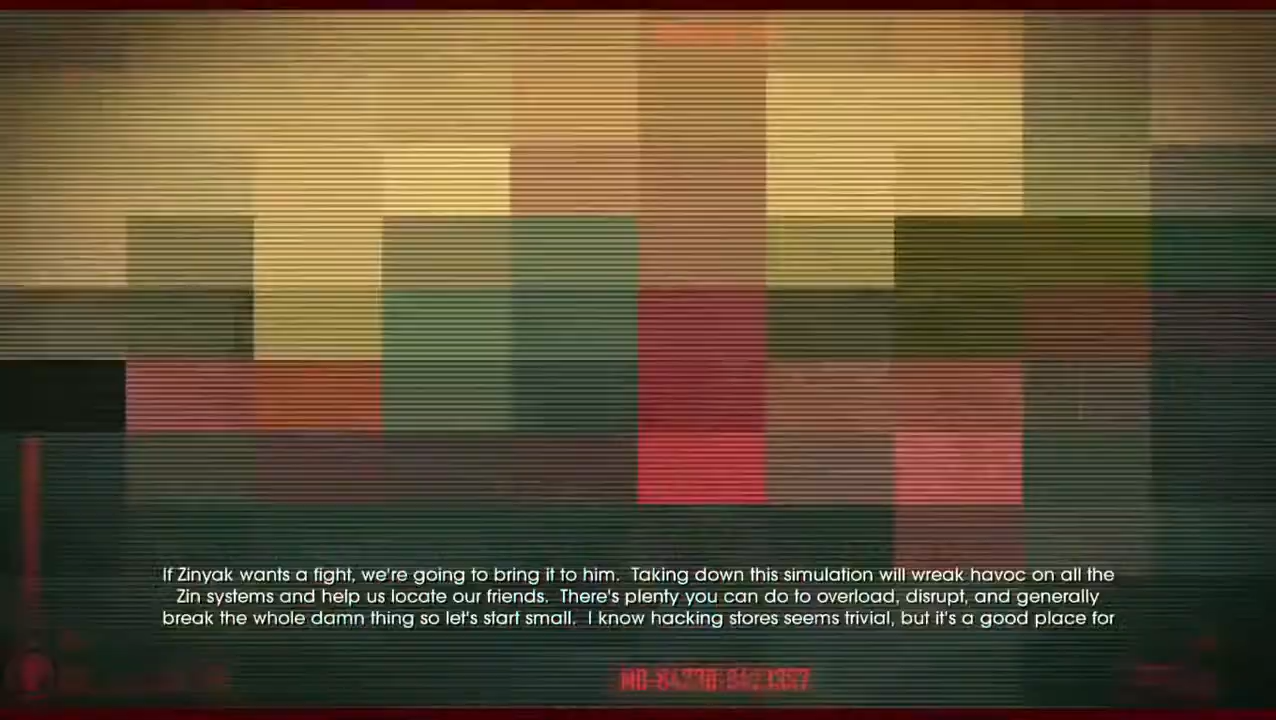 If Zinyak wants a fight, we're going to bring it to him.  Taking down this simulation will wreak havoc on all the
Zin systems and help us locate our friends.  There's plenty you can do to overload, disrupt, and generally
break the whole damn thing so let's start small.  I know hacking stores seems trivial, but it's a good place for